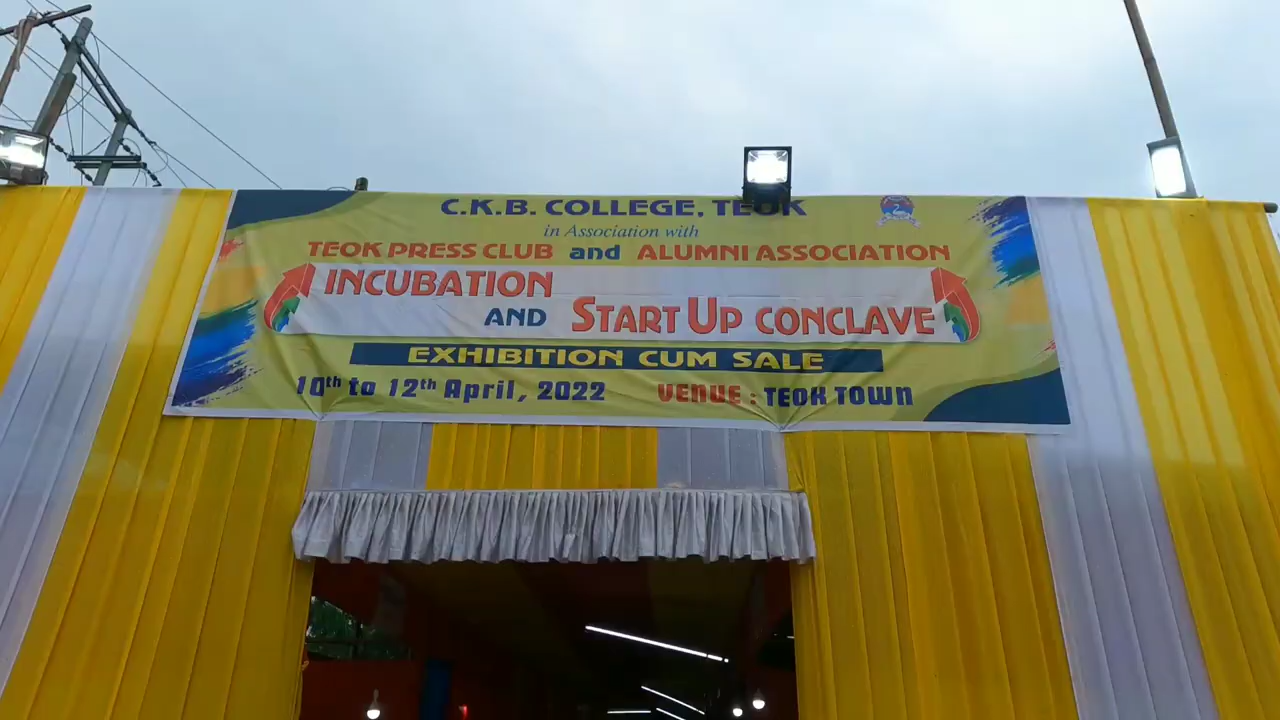 C.K.B. COLLEGE, TEOK
in Association with
TEOK PRESS CLUB and ALUMNI ASSOCIATION
INCUBATION
AND START UP CONCLAVE
EXHIBITION CUM SALE
10th to 12th April, 2022 VENUE : TEOK TOWN